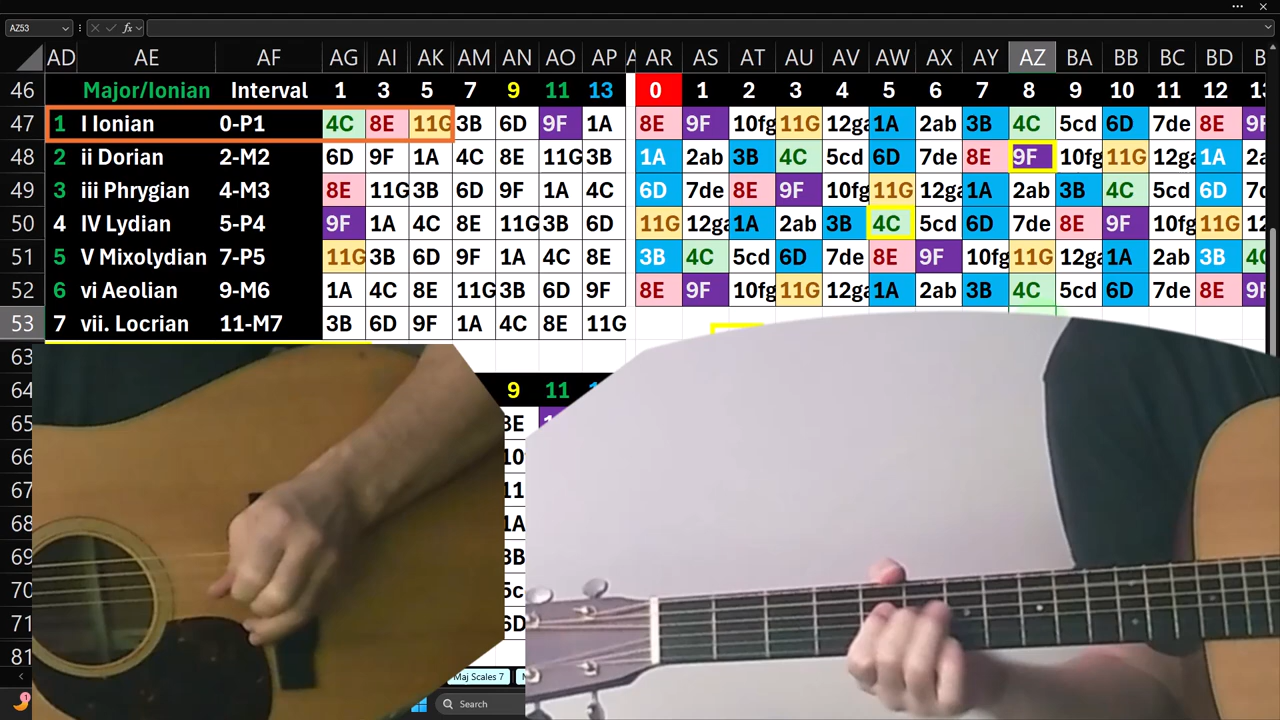 AZ53 fx
AD AE AF AG AI AK AM AN AO AP A AR AS AT AU AV AW AX AY AZ BA BB BC BD B
46 Major/Ionian Interval 1 3 5 7 9 11 13 0 1 2 3 4 5 6 7 8 9 10 11 12 13
47 1 I Ionian 0-P1 4C 8E 11G 3B 6D 9F 1A 8E 9F 10fg 11G 12ga 1A 2ab 3B 4C 5cd 6D 7de 8E 9F
48 2 ii Dorian 2-M2 6D 9F 1A 4C 8E 11G 3B 1A 2ab 3B 4C 5cd 6D 7de 8E 9F 10fg 11G 12ga 1A 2a
49 3 iii Phrygian 4-M3 8E 11G 3B 6D 9F 1A 4C 6D 7de 8E 9F 10fg 11G 12ga 1A 2ab 3B 4C 5cd 6D 7d
50 4 IV Lydian 5-P4 9F 1A 4C 8E 11G 3B 6D 11G 12ga 1A 2ab 3B 4C 5cd 6D 7de 8E 9F 10fg 11G 12
51 5 V Mixolydian 7-P5 11G 3B 6D 9F 1A 4C 8E 3B 4C 5cd 6D 7de 8E 9F 10fg 11G 12ga 1A 2ab 3B 4C
52 6 vi Aeolian 9-M6 1A 4C 8E 11G 3B 6D 9F 8E 9F 10fg 11G 12ga 1A 2ab 3B 4C 5cd 6D 7de 8E 9F
53 7 vii. Locrian 11-M7 3B 6D 9F 1A 4C 8E 11G
63
64 9 11
65 8E
66 10
67 11
68 1A
69 3B
70 5c
71 6D
81
Maj Scales 7
Search